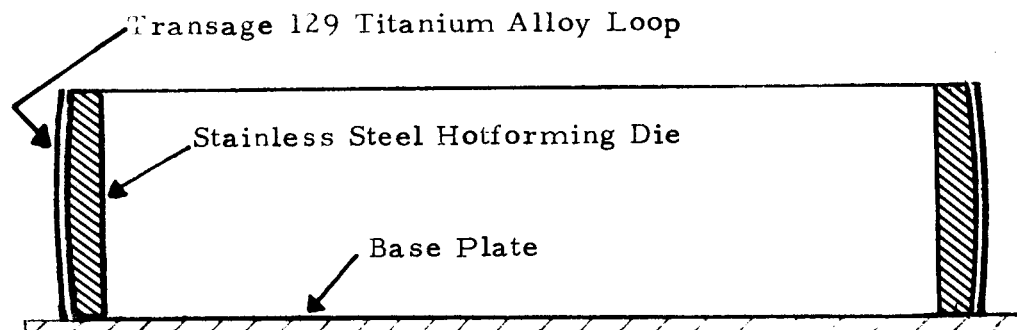 Transage 129 Titanium Alloy Loop
Stainless Steel Hotforming Die
Base Plate